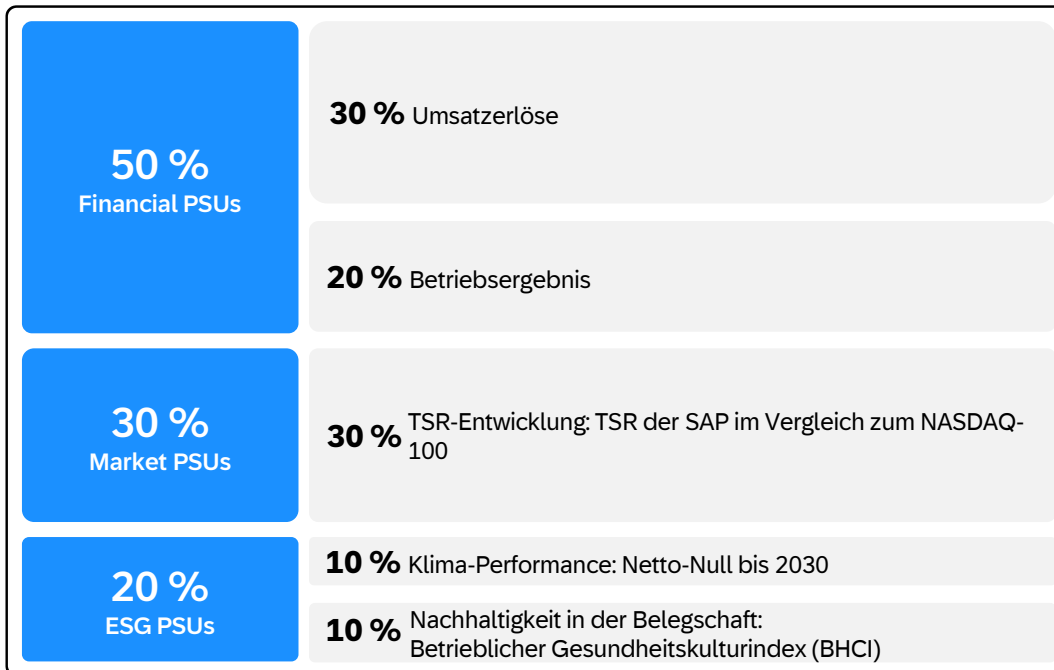 50 %
Financial PSUs
30 % Umsatzerlöse
20 % Betriebsergebnis
30 %
Market PSUs
30 % TSR-Entwicklung: TSR der SAP im Vergleich zum NASDAQ-
100
20 %
ESG PSUs
10 % Klima-Performance: Netto-Null bis 2030
10 % Nachhaltigkeit in der Belegschaft:
Betrieblicher Gesundheitskulturindex (BHCI)